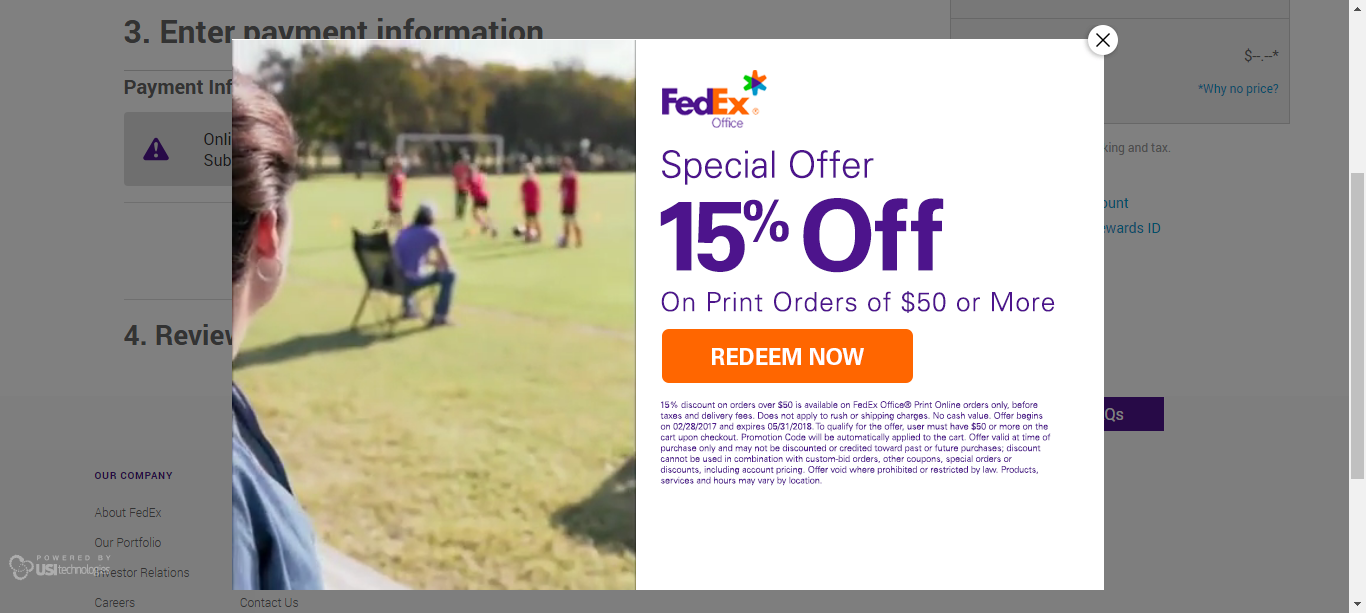 3. Enter payment information
Payment Inf
Onli
Sub
4. Review
$--.--*
*Why no price?
king and tax.
ount
ewards ID
Qs
FedEx®
Office
Special Offer
15% Off
On Print Orders of $50 or More
REDEEM NOW
15% discount on orders over $50 is available on FedEx Office® Print Online orders only, before
taxes and delivery fees. Does not apply to rush or shipping charges. No cash value. Offer begins
on 02/28/2017 and expires 05/31/2018. To qualify for the offer, user must have $50 or more on the
cart upon checkout. Promotion Code will be automatically applied to the cart. Offer valid at time of
purchase only and may not be discounted or credited toward past or future purchases; discount
cannot be used in combination with custom-bid orders, other coupons, special orders or
discounts, including account pricing. Offer void where prohibited or restricted by law. Products,
services and hours may vary by location.
OUR COMPANY
About FedEx
Our Portfolio
POWERED BY
USI technologies
Investor Relations
Careers
Contact Us